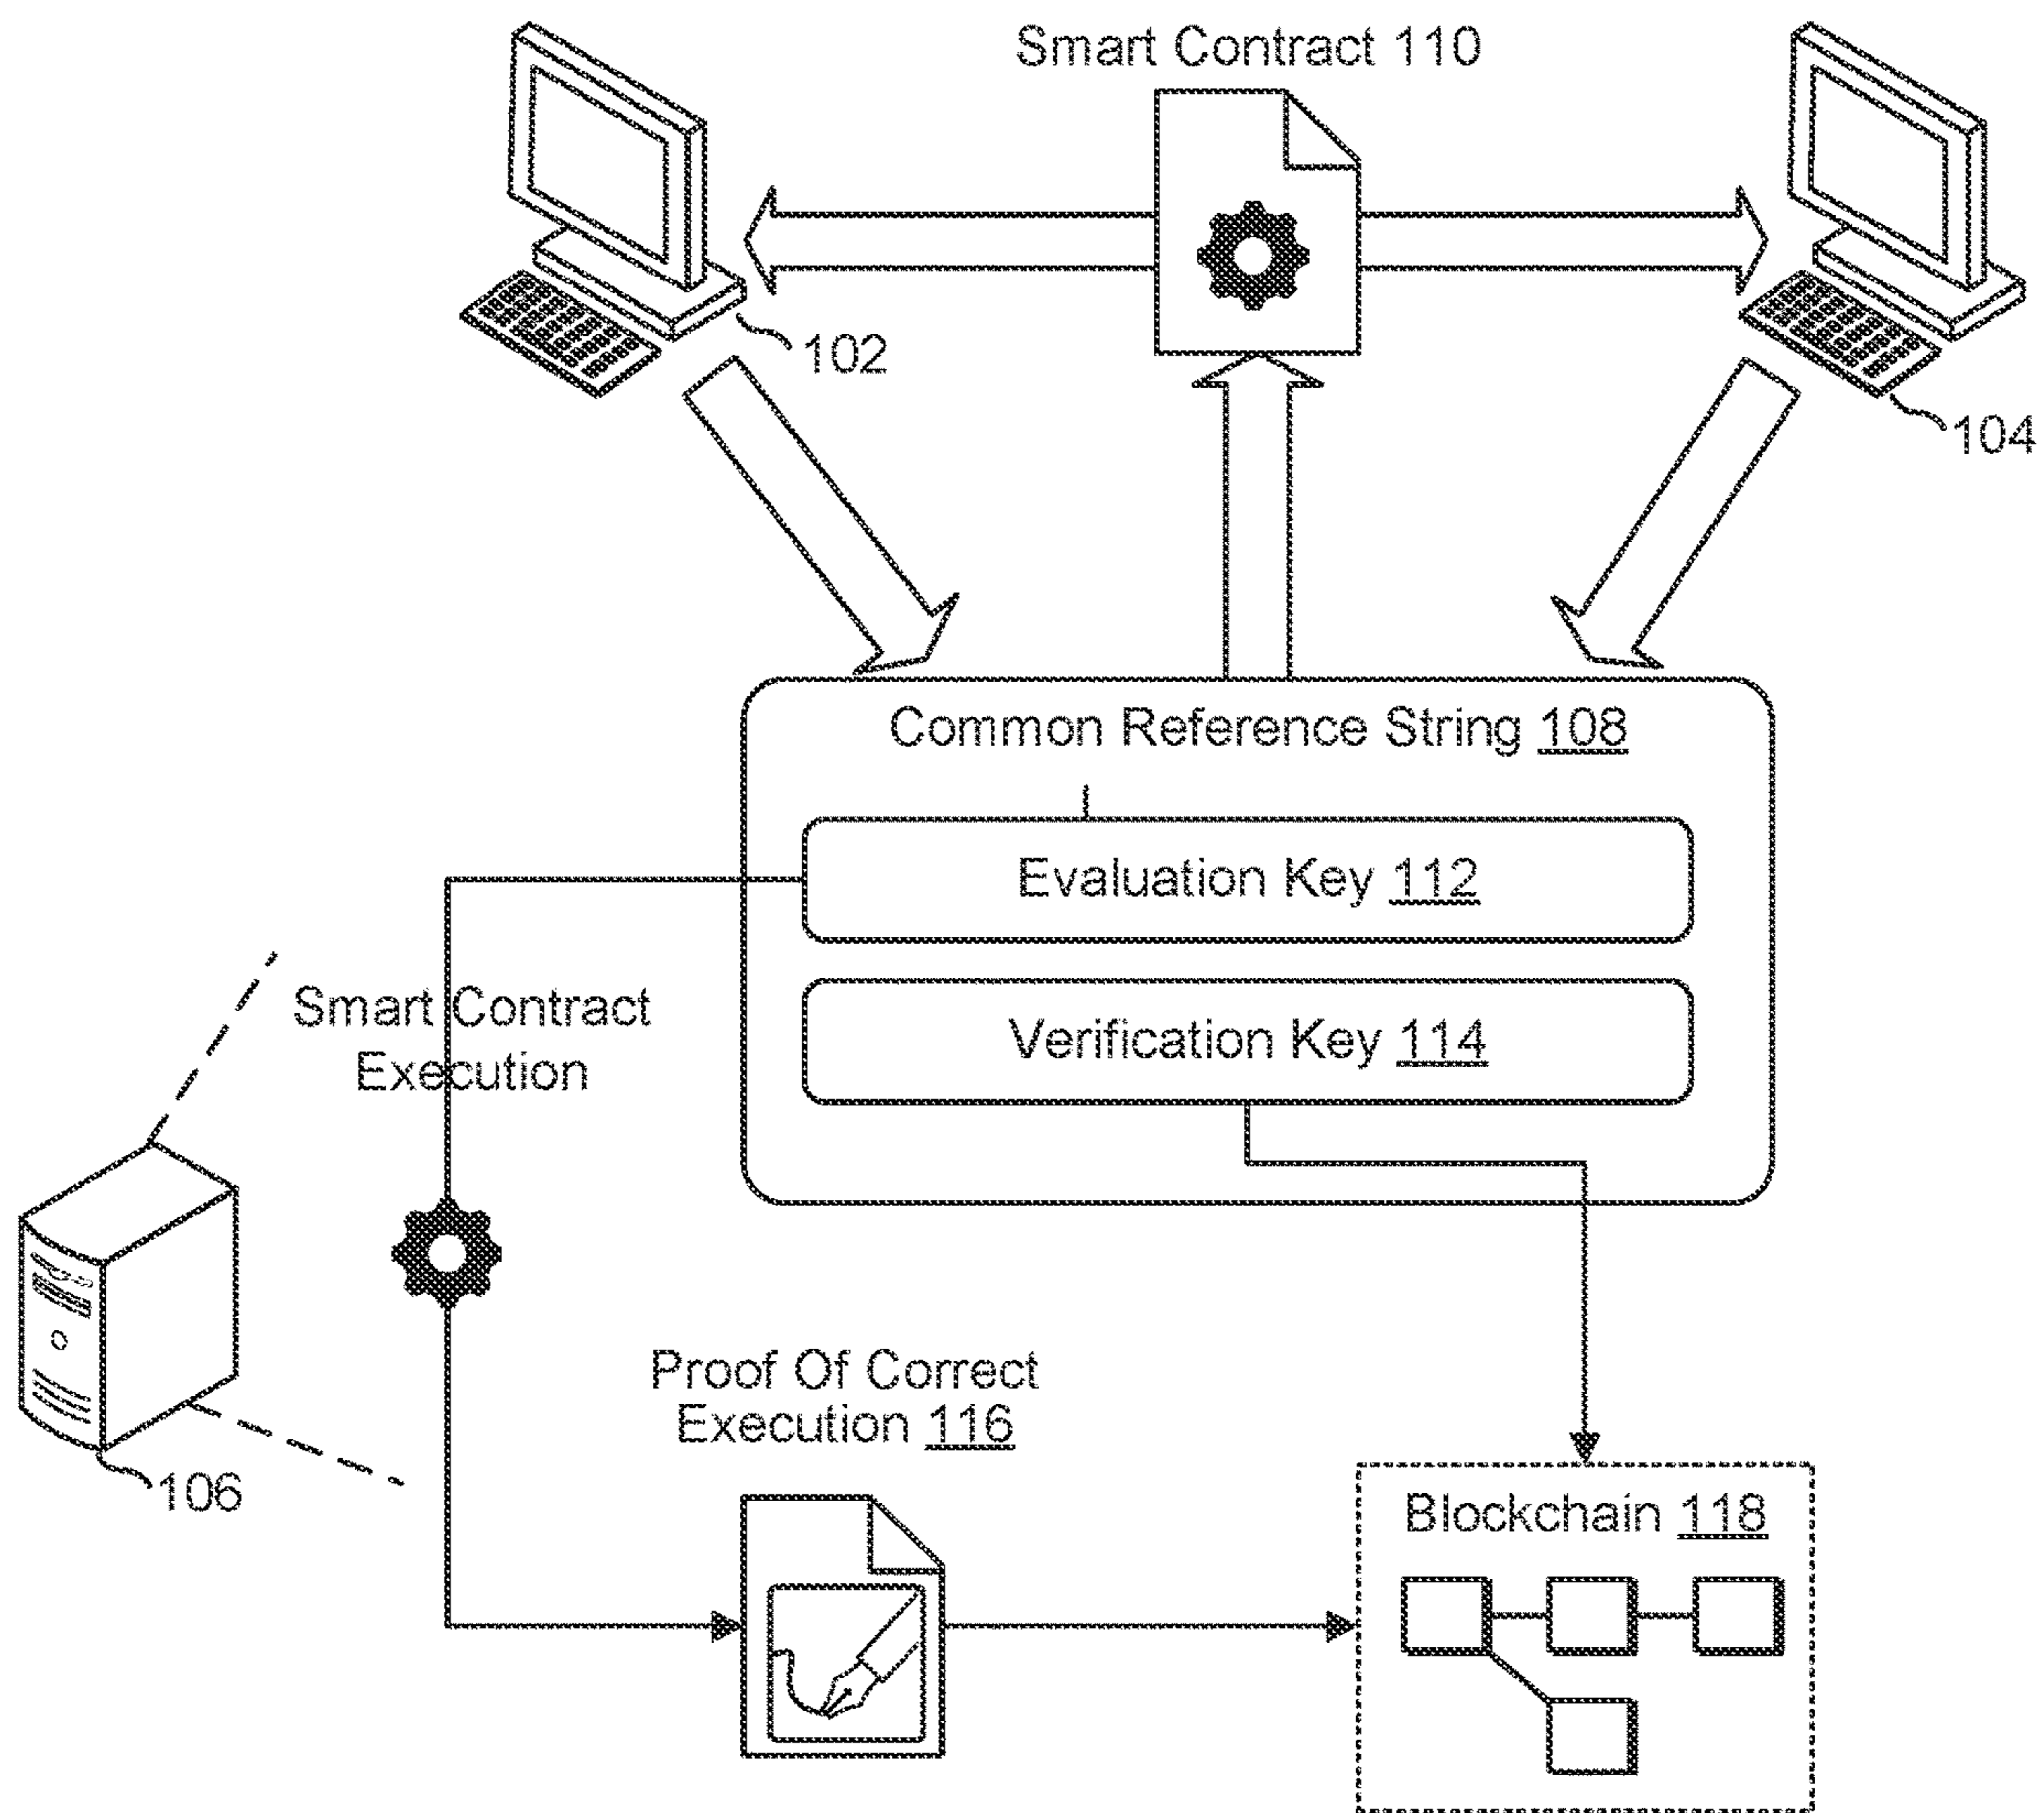 Smart Contract 110
102
104
Common Reference String 108
Evaluation Key 112
Smart Contract
Execution
Verification Key 114
Proof Of Correct
Execution 116
106
Blockchain 118